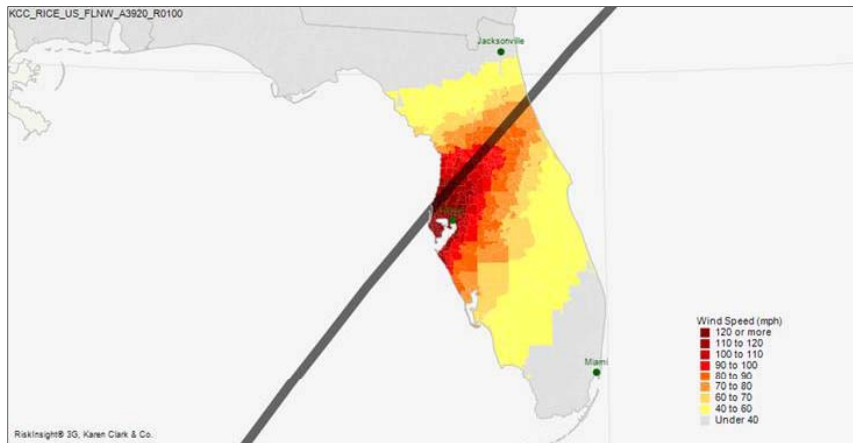 KCC_RICE_US_FLNW_A3920_R0100
Jacksonville
Miami
Wind Speed (mph)
120 or more
110 to 120
100 to 110
90 to 100
80 to 90
70 to 80
60 to 70
40 to 60
Under 40
RiskInsight® 3G, Karen Clark & Co.